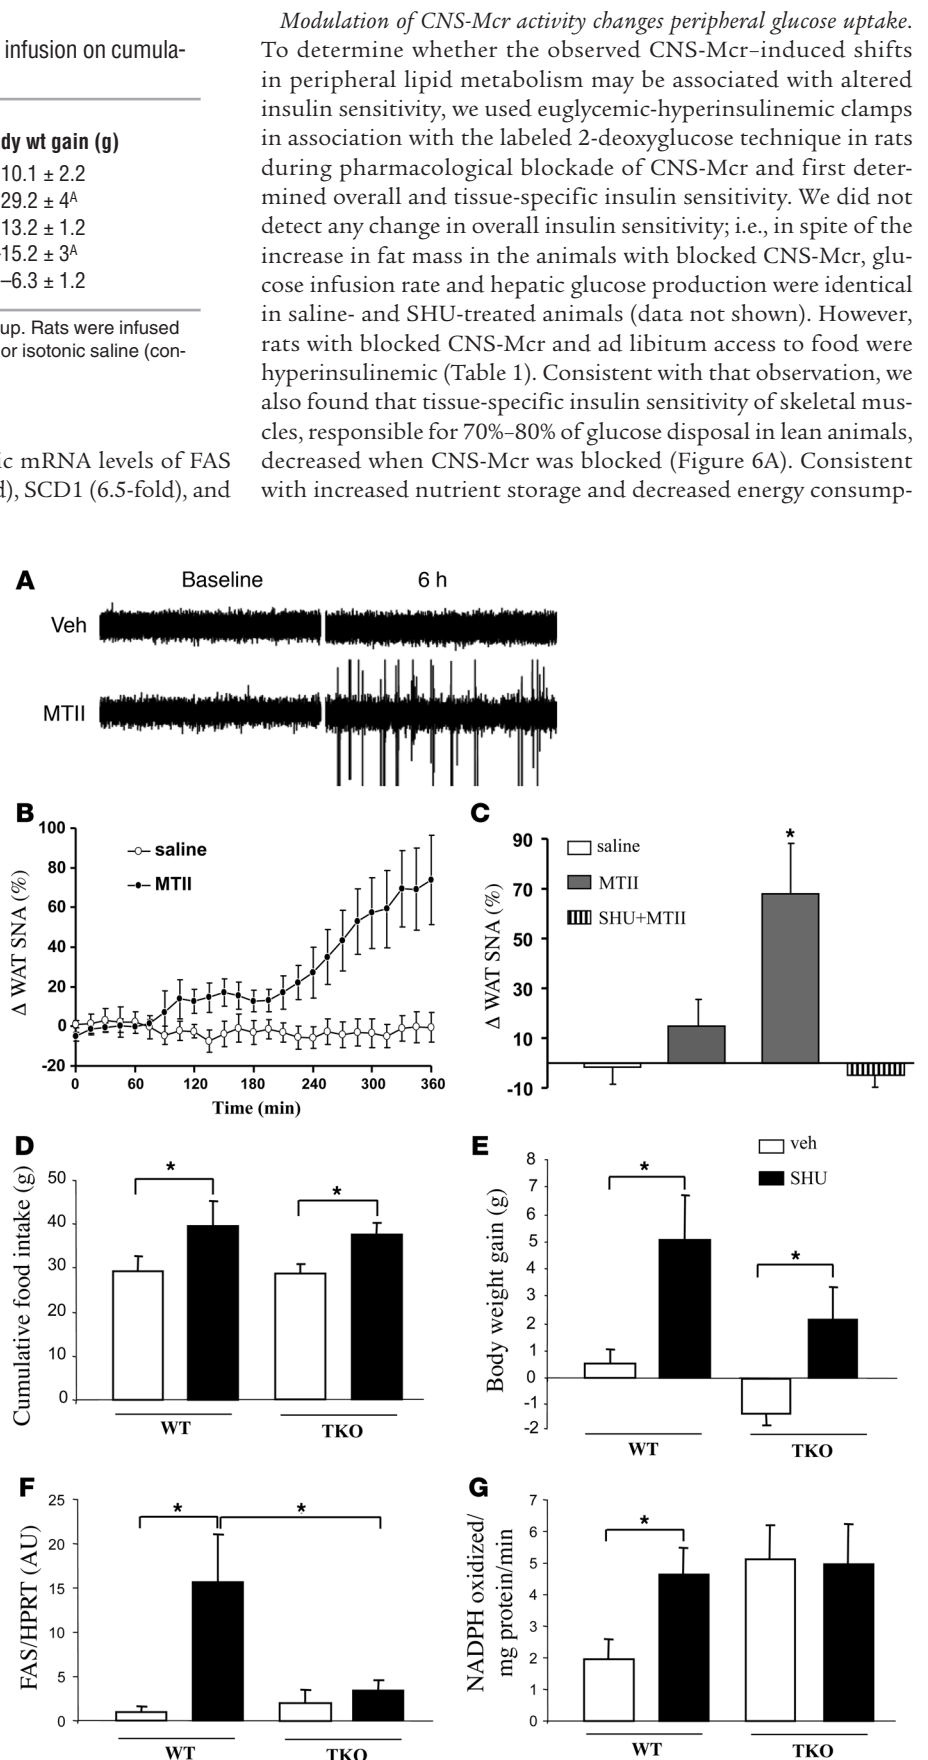 infusion on cumula-
dy wt gain (g)
10.1 ± 2.2
29.2 ± 4A
13.2 ± 1.2
15.2 ± 3A
–6.3 ± 1.2
up. Rats were infused
or isotonic saline (con-
ic mRNA levels of FAS
d), SCD1 (6.5-fold), and
Modulation of CNS-Mcr activity changes peripheral glucose uptake.
To determine whether the observed CNS-Mcr–induced shifts
in peripheral lipid metabolism may be associated with altered
insulin sensitivity, we used euglycemic-hyperinsulinemic clamps
in association with the labeled 2-deoxyglucose technique in rats
during pharmacological blockade of CNS-Mcr and first deter-
mined overall and tissue-specific insulin sensitivity. We did not
detect any change in overall insulin sensitivity; i.e., in spite of the
increase in fat mass in the animals with blocked CNS-Mcr, glu-
cose infusion rate and hepatic glucose production were identical
in saline- and SHU-treated animals (data not shown). However,
rats with blocked CNS-Mcr and ad libitum access to food were
hyperinsulinemic (Table 1). Consistent with that observation, we
also found that tissue-specific insulin sensitivity of skeletal mus-
cles, responsible for 70%–80% of glucose disposal in lean animals,
decreased when CNS-Mcr was blocked (Figure 6A). Consistent
with increased nutrient storage and decreased energy consump-
A
Baseline 6 h
Veh
MTII
B
Δ WAT SNA (%)
100
80
60
40
20
0
-20
saline
MTII
0 60 120 180 240 300 360
Time (min)
C
Δ WAT SNA (%)
90
70
50
30
10
-10
saline
MTII
SHU+MTII
*
D
Cumulative food intake (g)
50
40
30
20
10
0
* *
WT TKO
E
veh
SHU
Body weight gain (g)
8
7
6
5
4
3
2
1
0
-1
-2
* *
WT TKO
F
FAS/HPRT (AU)
25
20
15
10
5
0
* *
WT TKO
G
NADPH oxidized/
mg protein/min
7
6
5
4
3
2
1
0
*
WT TKO